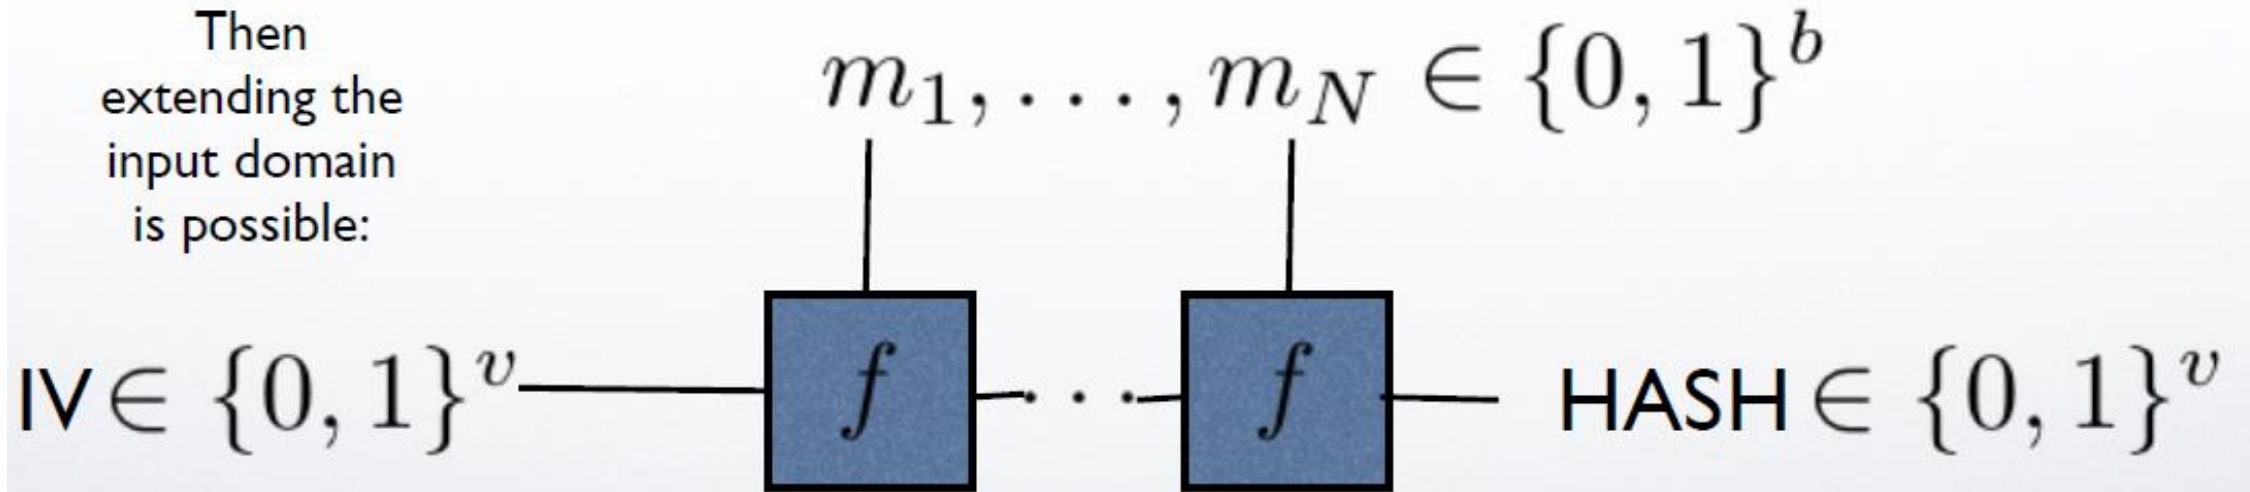 Then
extending the
input domain
is possible:
m_1, . . . , m_N ∈ {0, 1}^b
IV ∈ {0, 1}^v
f
. . .
f
HASH ∈ {0, 1}^v